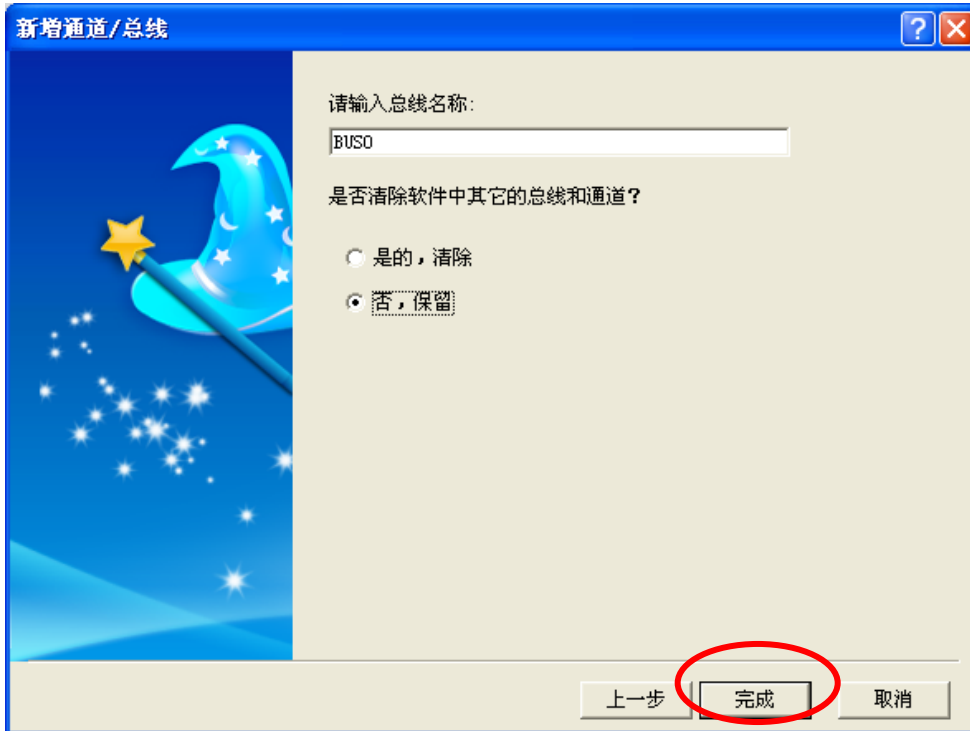 新增通道/总线
请输入总线名称:
BUS0
是否清除软件中其它的总线和通道?
是的,清除
否,保留
上一步
完成
取消